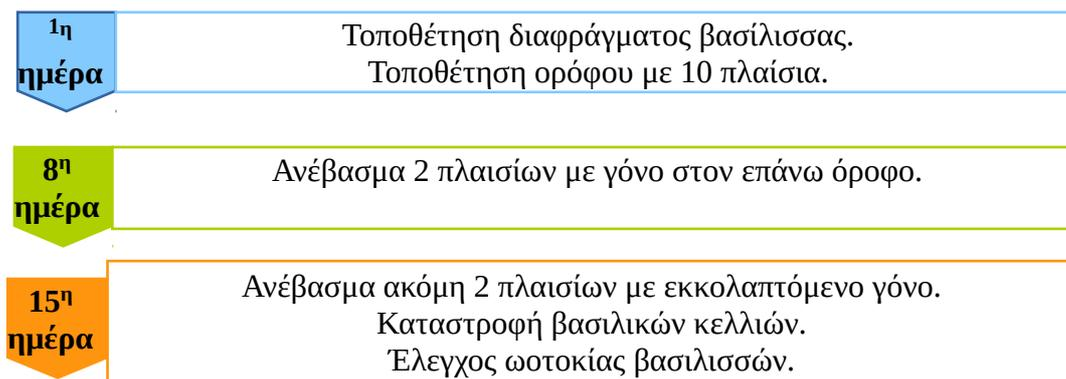 1η
ημέρα
Τοποθέτηση διαφράγματος βασίλισσας.
Τοποθέτηση ορόφου με 10 πλαίσια.
8η
ημέρα
Ανέβασμα 2 πλαισίων με γόνο στον επάνω όροφο.
15η
ημέρα
Ανέβασμα ακόμη 2 πλαισίων με εκκολαπτόμενο γόνο.
Καταστροφή βασιλικών κελλιών.
Έλεγχος ωοτοκίας βασιλισσών.